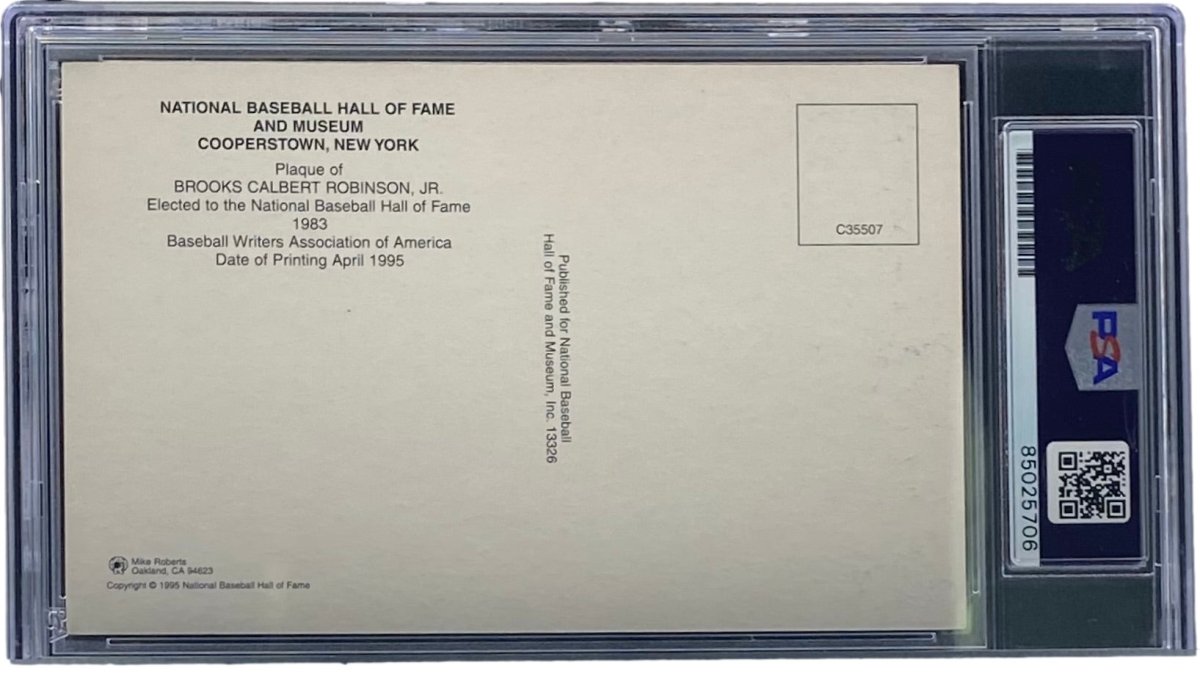 NATIONAL BASEBALL HALL OF FAME
AND MUSEUM
COOPERSTOWN, NEW YORK
Plaque of
BROOKS CALBERT ROBINSON, JR.
Elected to the National Baseball Hall of Fame
1983
Baseball Writers Association of America
Date of Printing April 1995
Published for National Baseball
Hall of Fame and Museum, Inc. 13326
C35507
Mike Roberts
Oakland, CA 94623
Copyright © 1995 National Baseball Hall of Fame
PSA
85025706